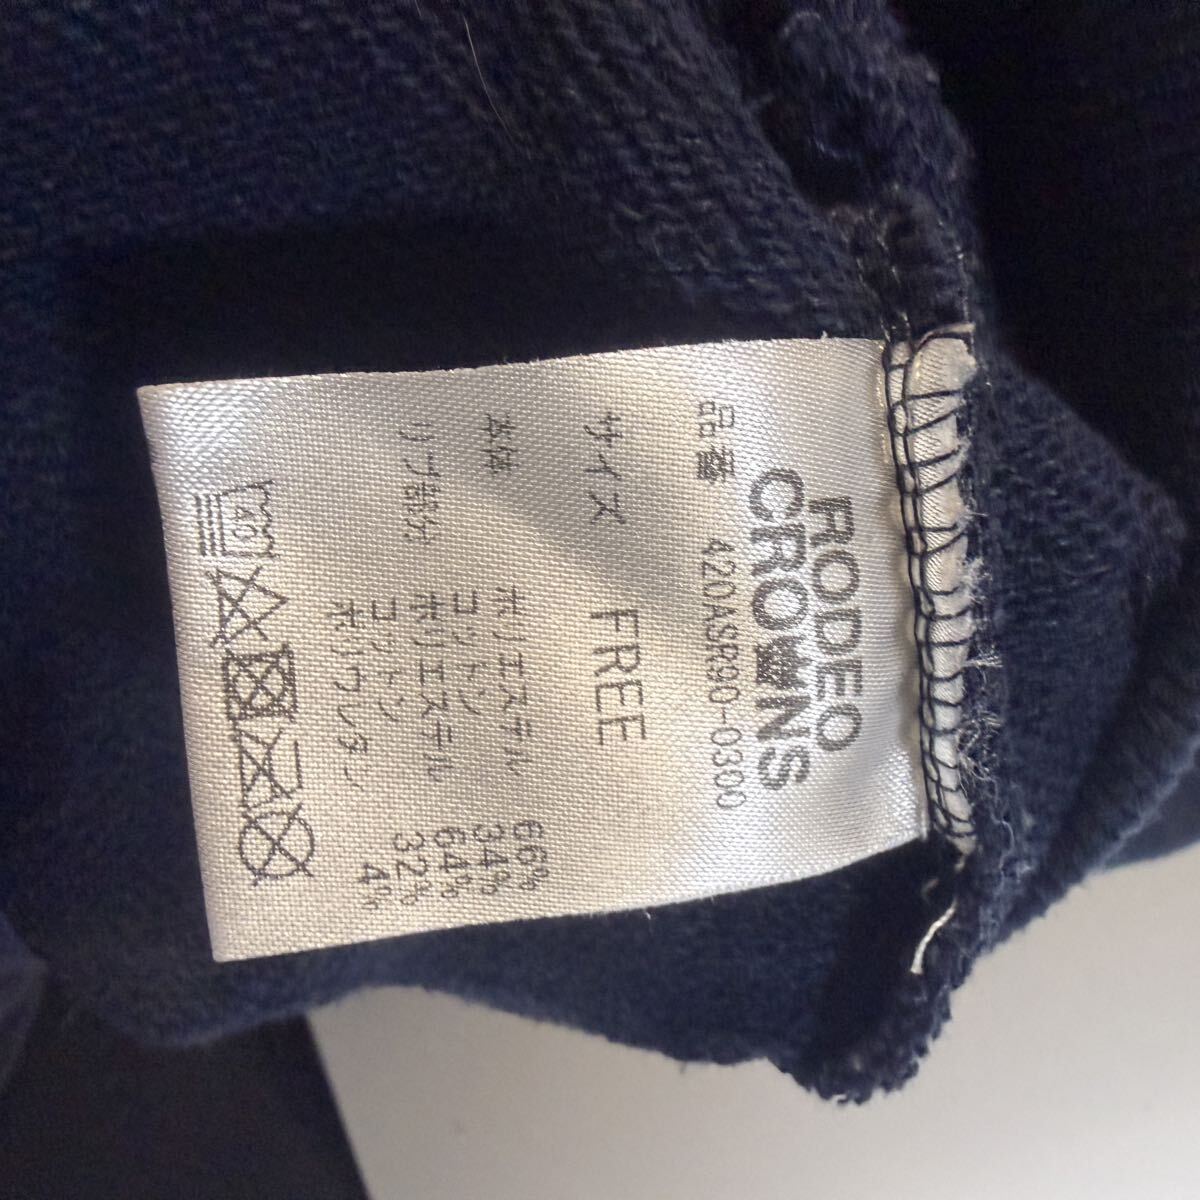 RODEO
CROWNS
品番 420ASR90-0300
サイズ FREE
本体 ポリエステル 66%
コットン 34%
リブ部分 ポリエステル 64%
コットン 32%
ポリウレタン 4%
40